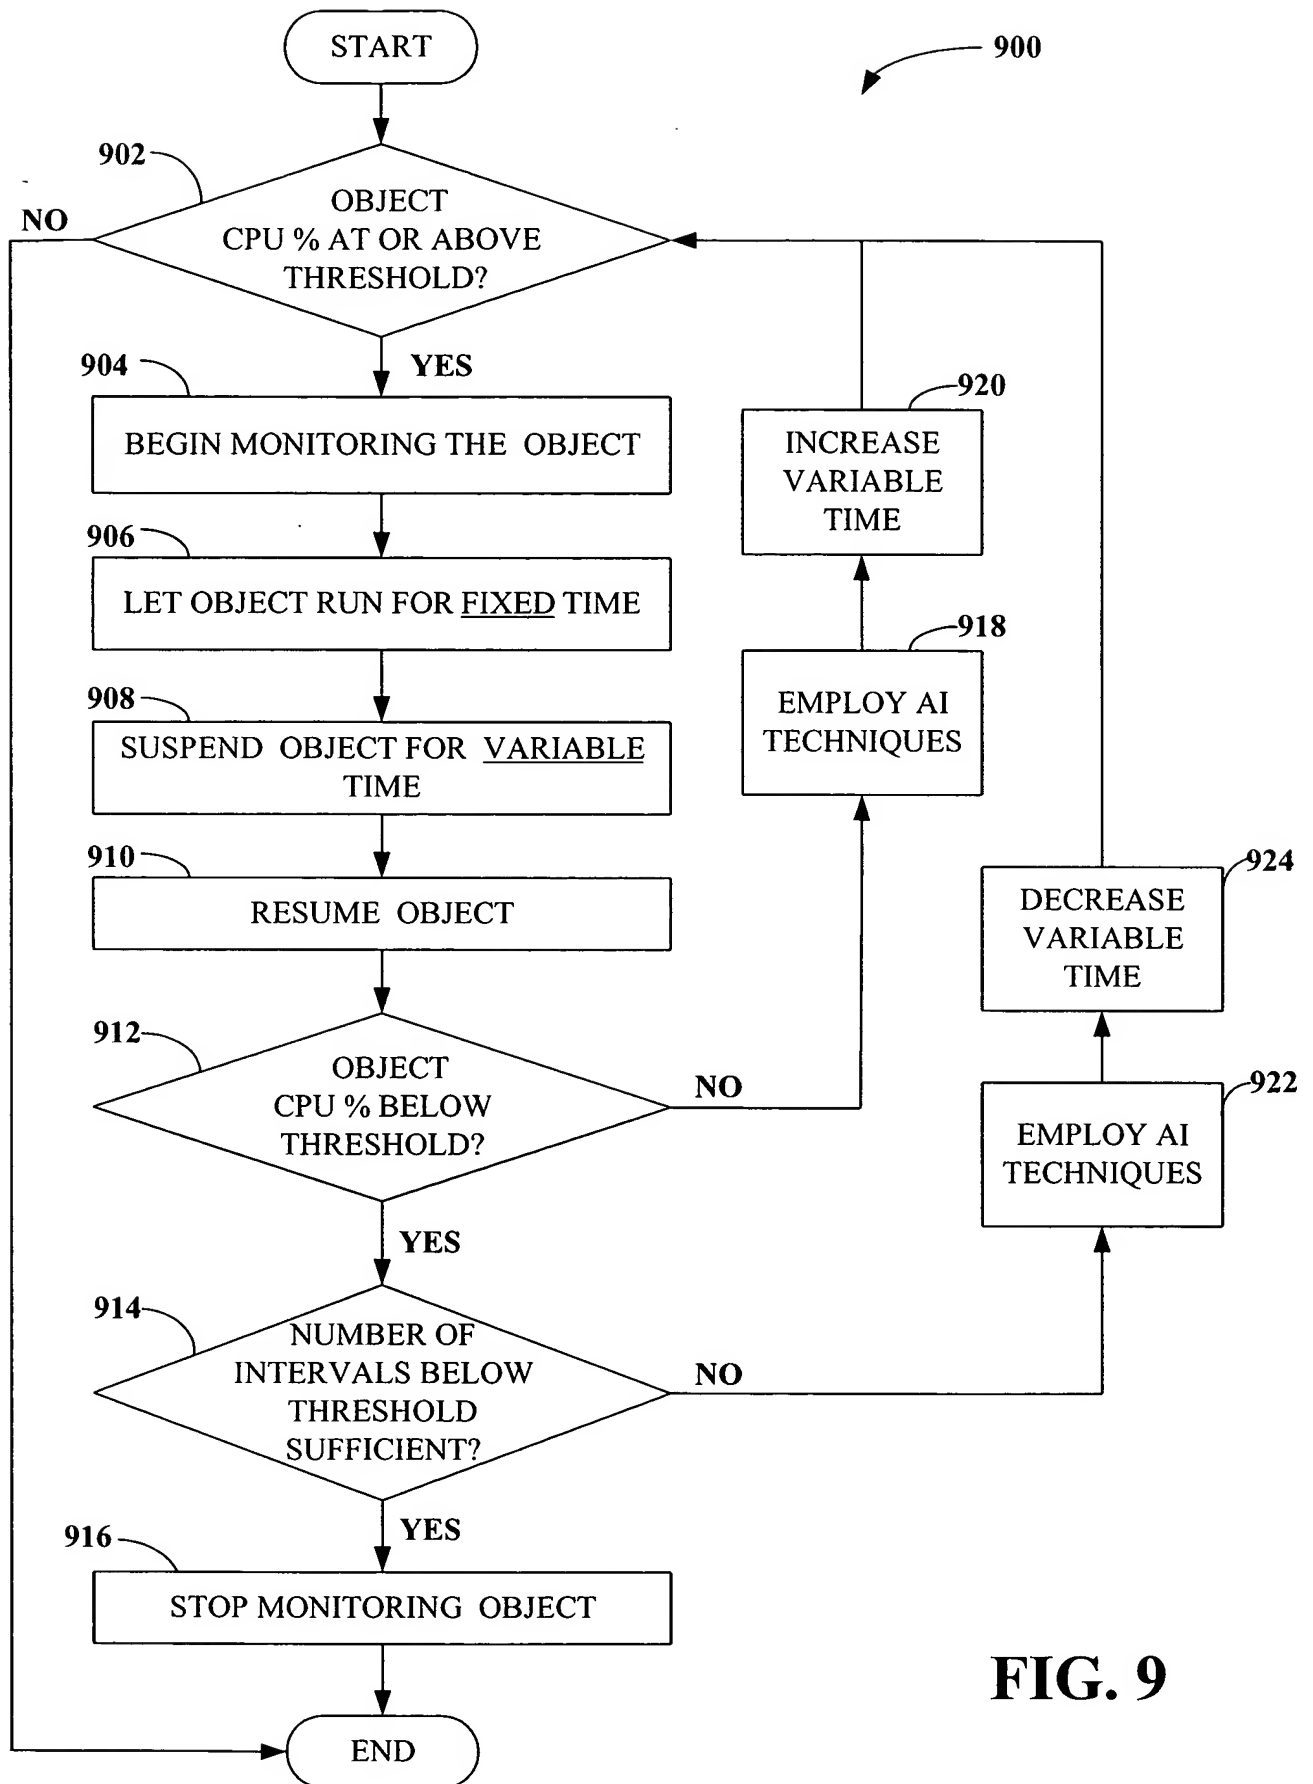 START
900
902
NO
OBJECT
CPU % AT OR ABOVE
THRESHOLD?
904
YES
BEGIN MONITORING THE OBJECT
920
INCREASE
VARIABLE
TIME
906
LET OBJECT RUN FOR FIXED TIME
918
EMPLOY AI
TECHNIQUES
908
SUSPEND OBJECT FOR VARIABLE
TIME
910
RESUME OBJECT
924
DECREASE
VARIABLE
TIME
912
OBJECT
CPU % BELOW
THRESHOLD?
NO
922
EMPLOY AI
TECHNIQUES
YES
914
NUMBER OF
INTERVALS BELOW
THRESHOLD
SUFFICIENT?
NO
YES
916
STOP MONITORING OBJECT
END
FIG. 9